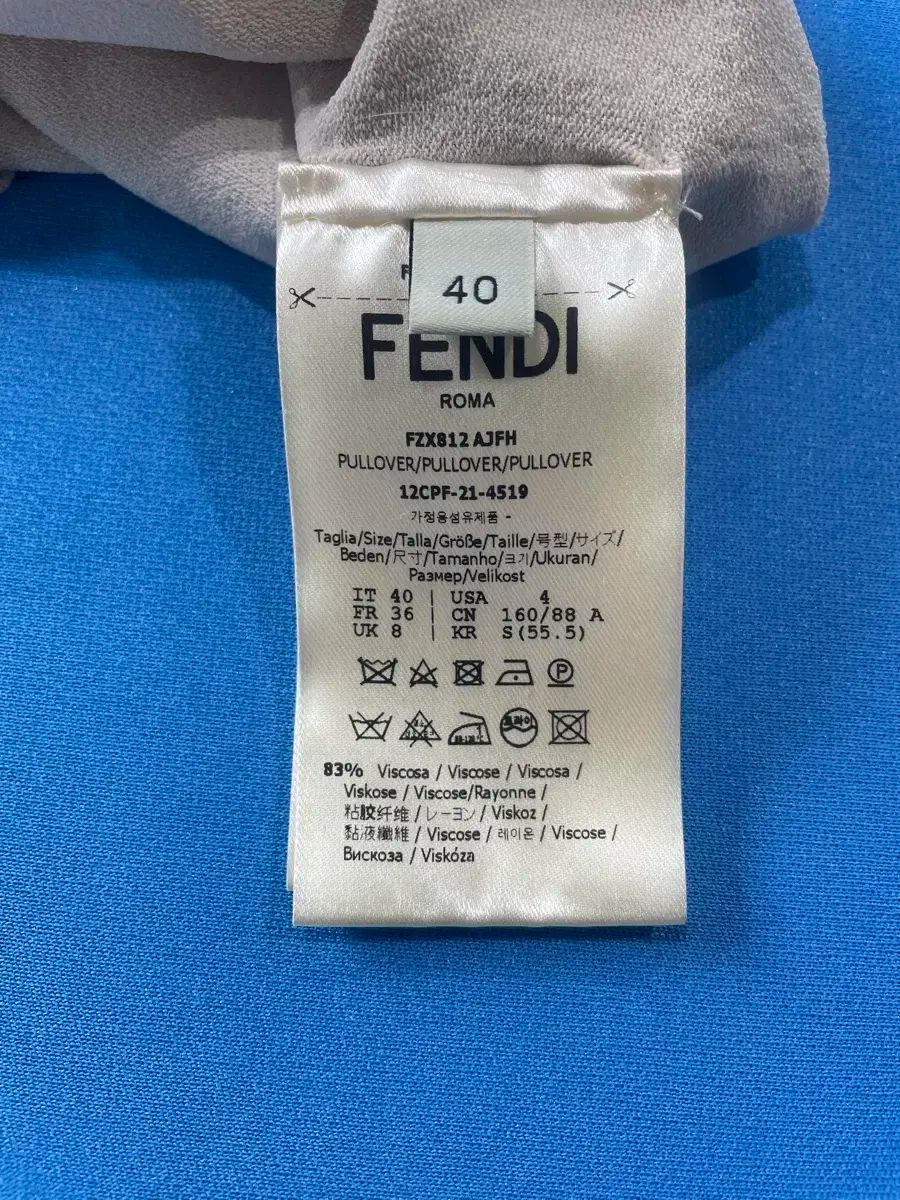 40
FENDI
ROMA
FZX812 AJFH
PULLOVER/PULLOVER/PULLOVER
12CPF-21-4519
- 가정용섬유제품 -
Taglia/Size/Talla/Größe/Taille/号型/サイズ/
Beden/尺寸/Tamanho/크기/Ukuran/
Размер/Velikost
IT 40 | USA 4
FR 36 | CN 160/88 A
UK 8 | KR S(55.5)
P
드라이
83% Viscosa / Viscose / Viscosa /
Viskose / Viscose/Rayonne /
粘胶纤维 / レーヨン / Viskoz /
黏液纖維 / Viscose / 레이온 / Viscose /
Вискоза / Viskóza